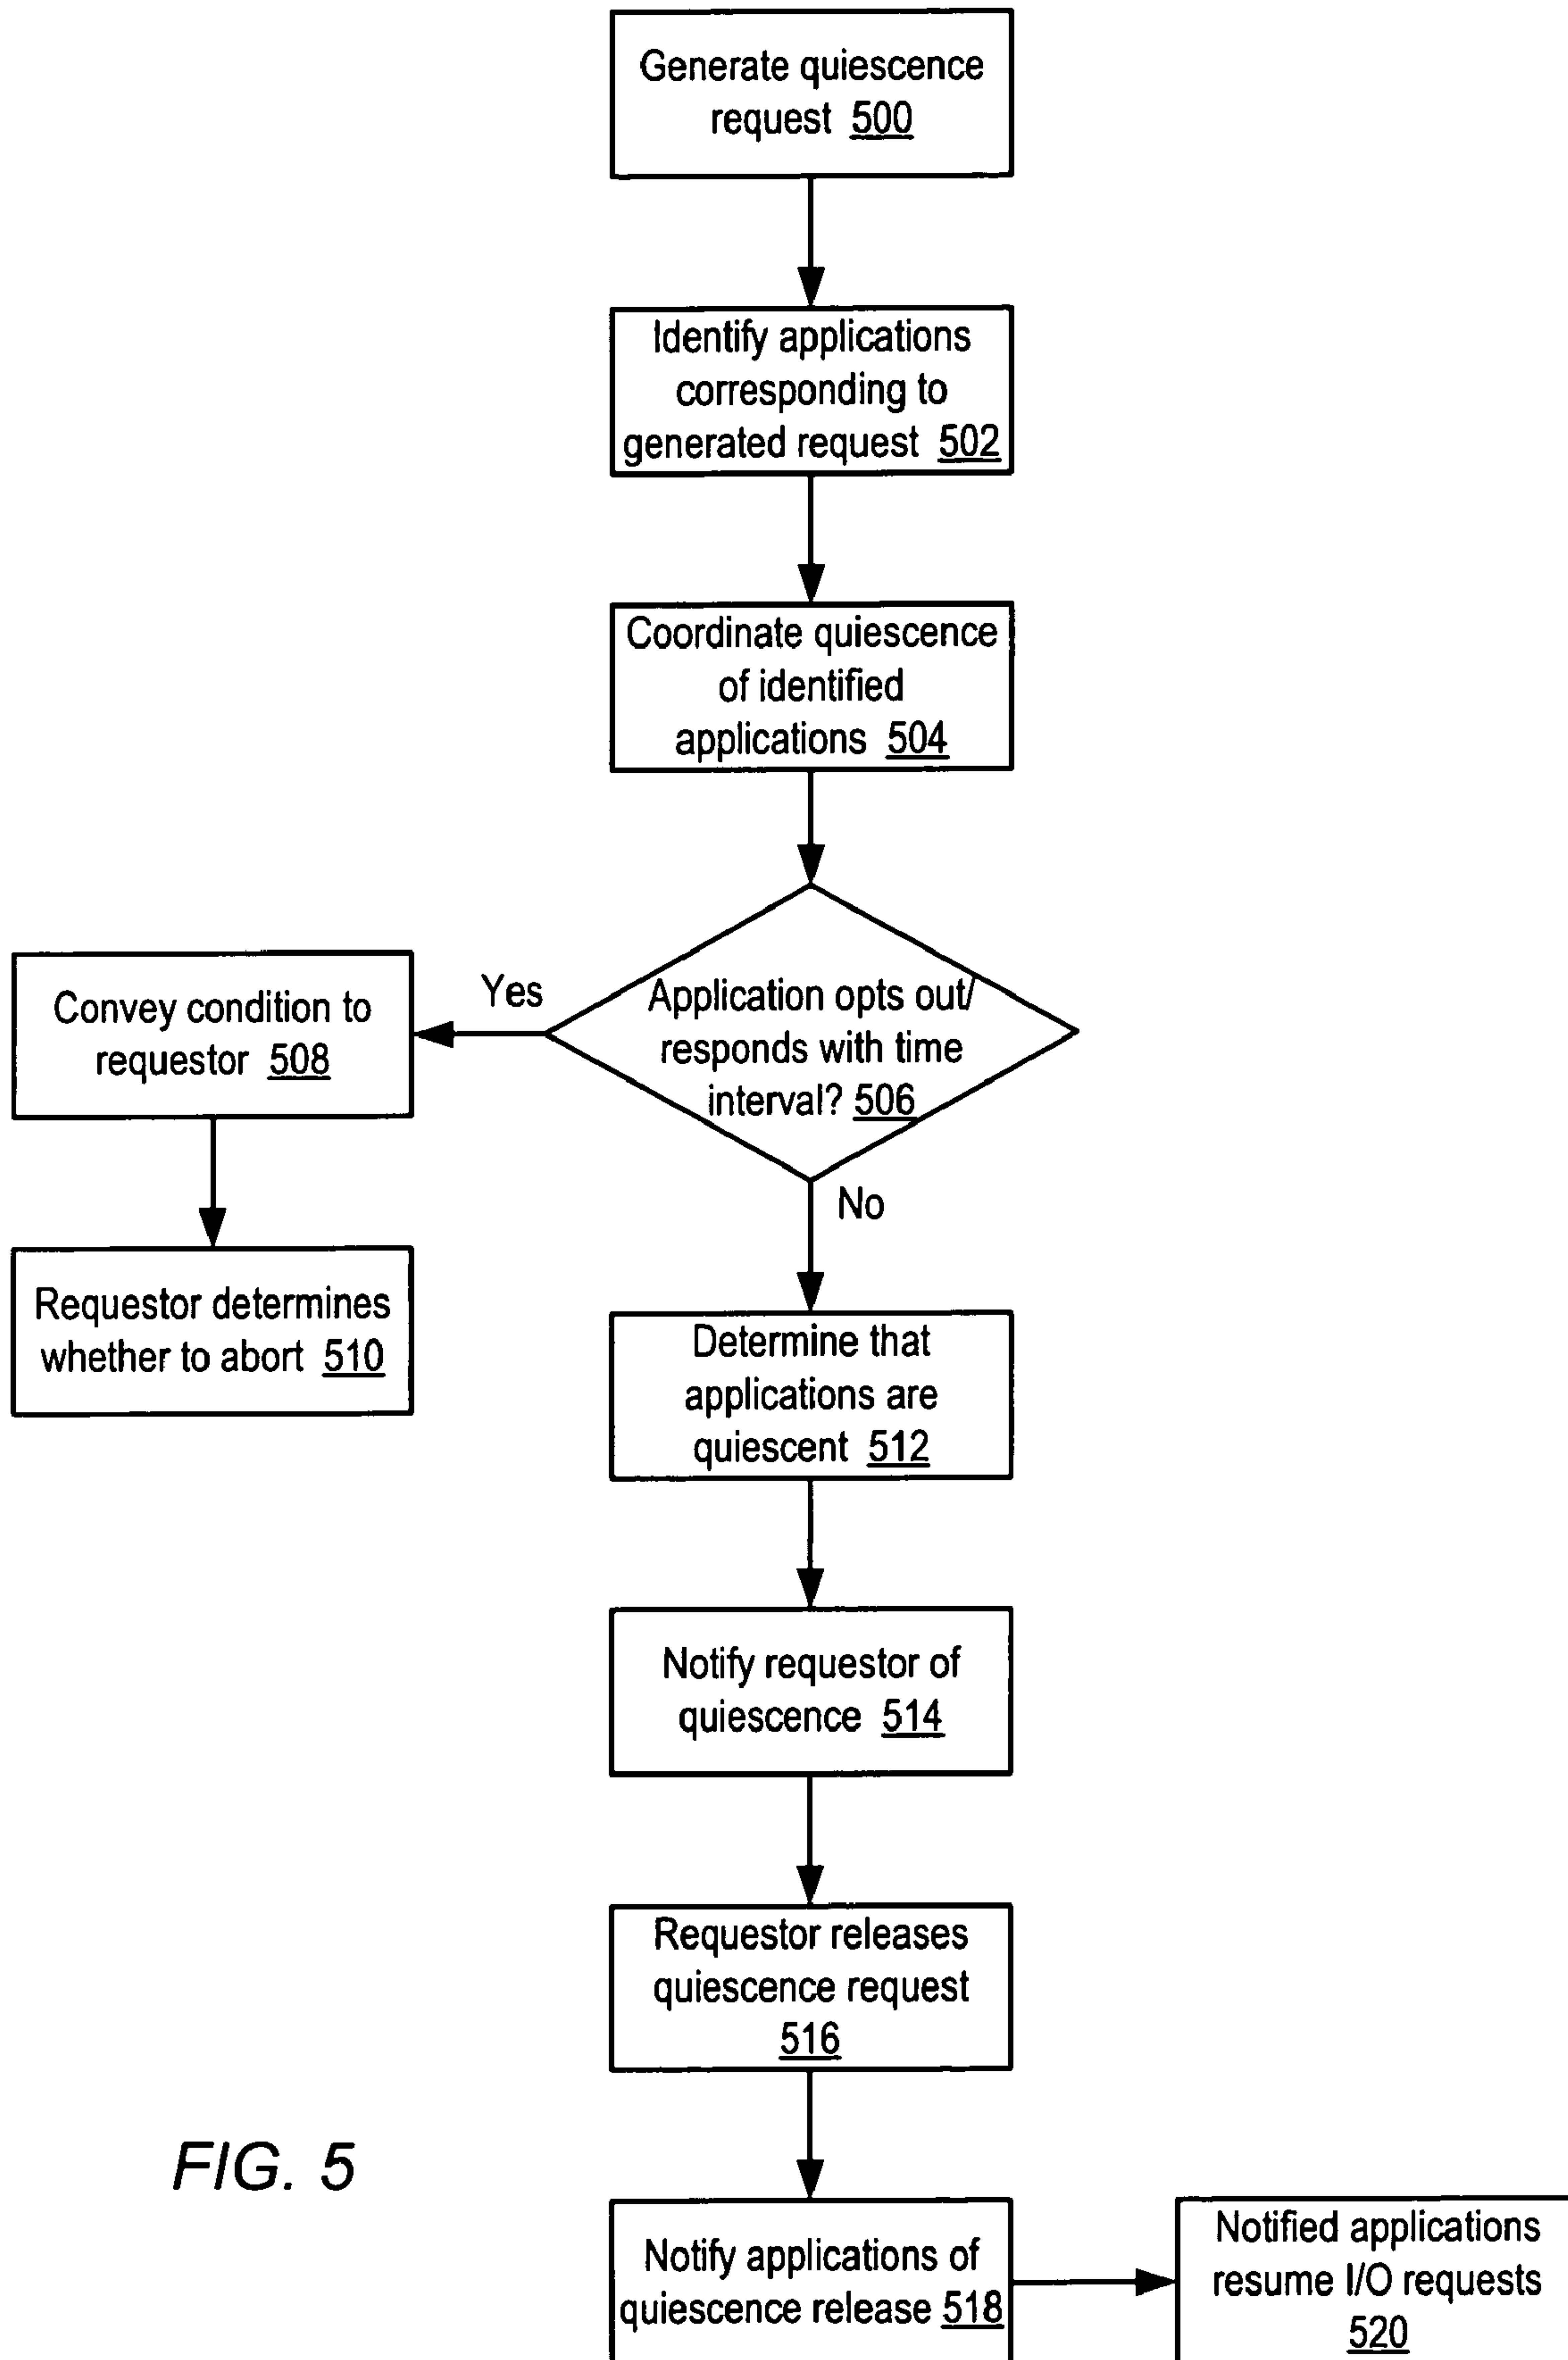 Generate quiescence
request 500
Identify applications
corresponding to
generated request 502
Coordinate quiescence
of identified
applications 504
Application opts out/
responds with time
interval? 506
Yes
Convey condition to
requestor 508
Requestor determines
whether to abort 510
No
Determine that
applications are
quiescent 512
Notify requestor of
quiescence 514
Requestor releases
quiescence request
516
Notify applications of
quiescence release 518
Notified applications
resume I/O requests
520
FIG. 5